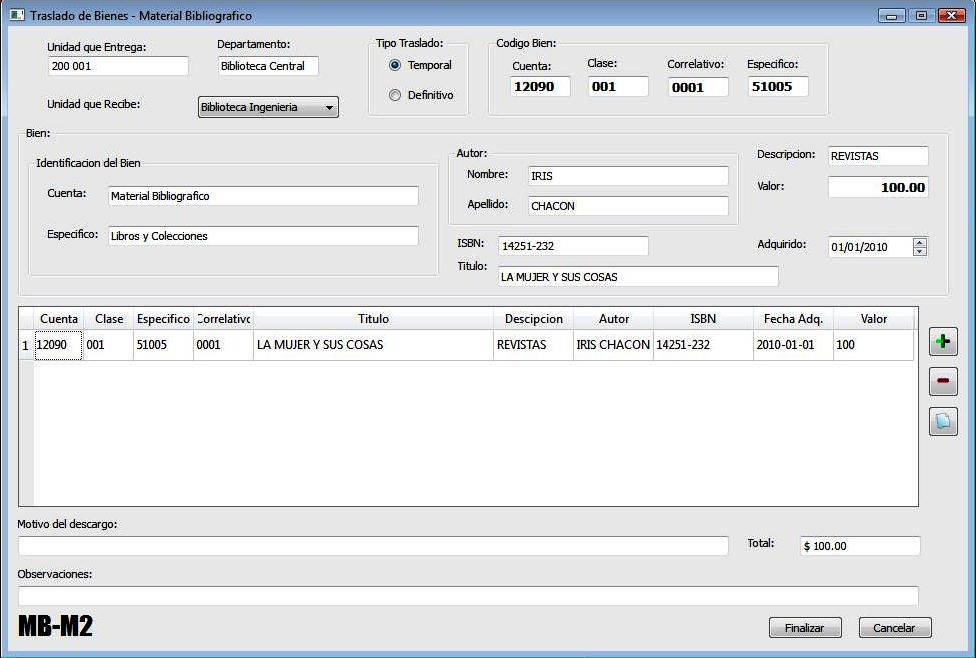 Traslado de Bienes - Material Bibliografico
Unidad que Entrega:
200 001
Departamento:
Biblioteca Central
Unidad que Recibe:
Biblioteca Ingenieria
Tipo Traslado:
Temporal
Definitivo
Codigo Bien:
Cuenta: Clase: Correlativo: Especifico:
12090 001 0001 51005
Bien:
Identificacion del Bien
Cuenta: Material Bibliografico
Especifico: Libros y Colecciones
Autor:
Nombre: IRIS
Apellido: CHACON
ISBN: 14251-232
Titulo: LA MUJER Y SUS COSAS
Descripcion: REVISTAS
Valor: 100.00
Adquirido: 01/01/2010
Cuenta Clase Especifico Correlativo Titulo Descipcion Autor ISBN Fecha Adq. Valor
1 12090 001 51005 0001 LA MUJER Y SUS COSAS REVISTAS IRIS CHACON 14251-232 2010-01-01 100
Motivo del descargo:
Total: $ 100.00
Observaciones:
MB-M2
Finalizar Cancelar